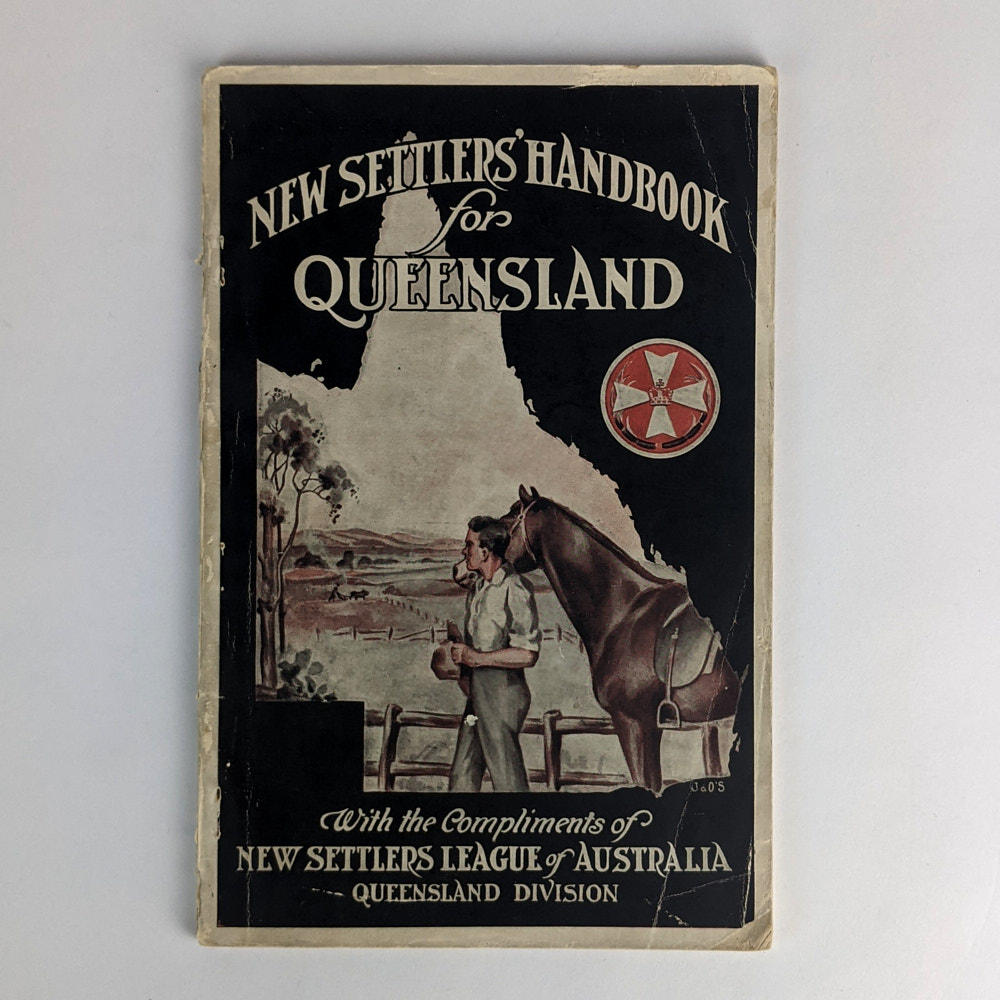 NEW SETTLERS' HANDBOOK
for
QUEENSLAND
J & O'S
With the Compliments of
NEW SETTLERS LEAGUE of AUSTRALIA
QUEENSLAND DIVISION